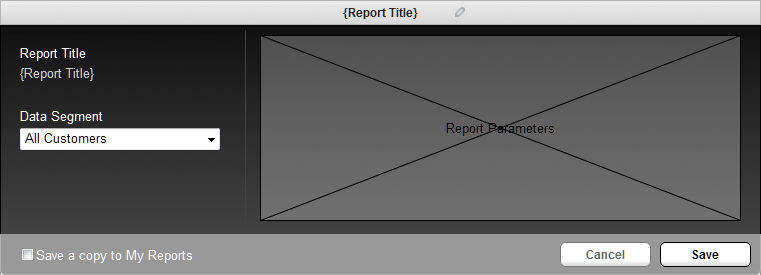 {Report Title}
Report Title
{Report Title}
Data Segment
All Customers
Report Parameters
Save a copy to My Reports
Cancel
Save